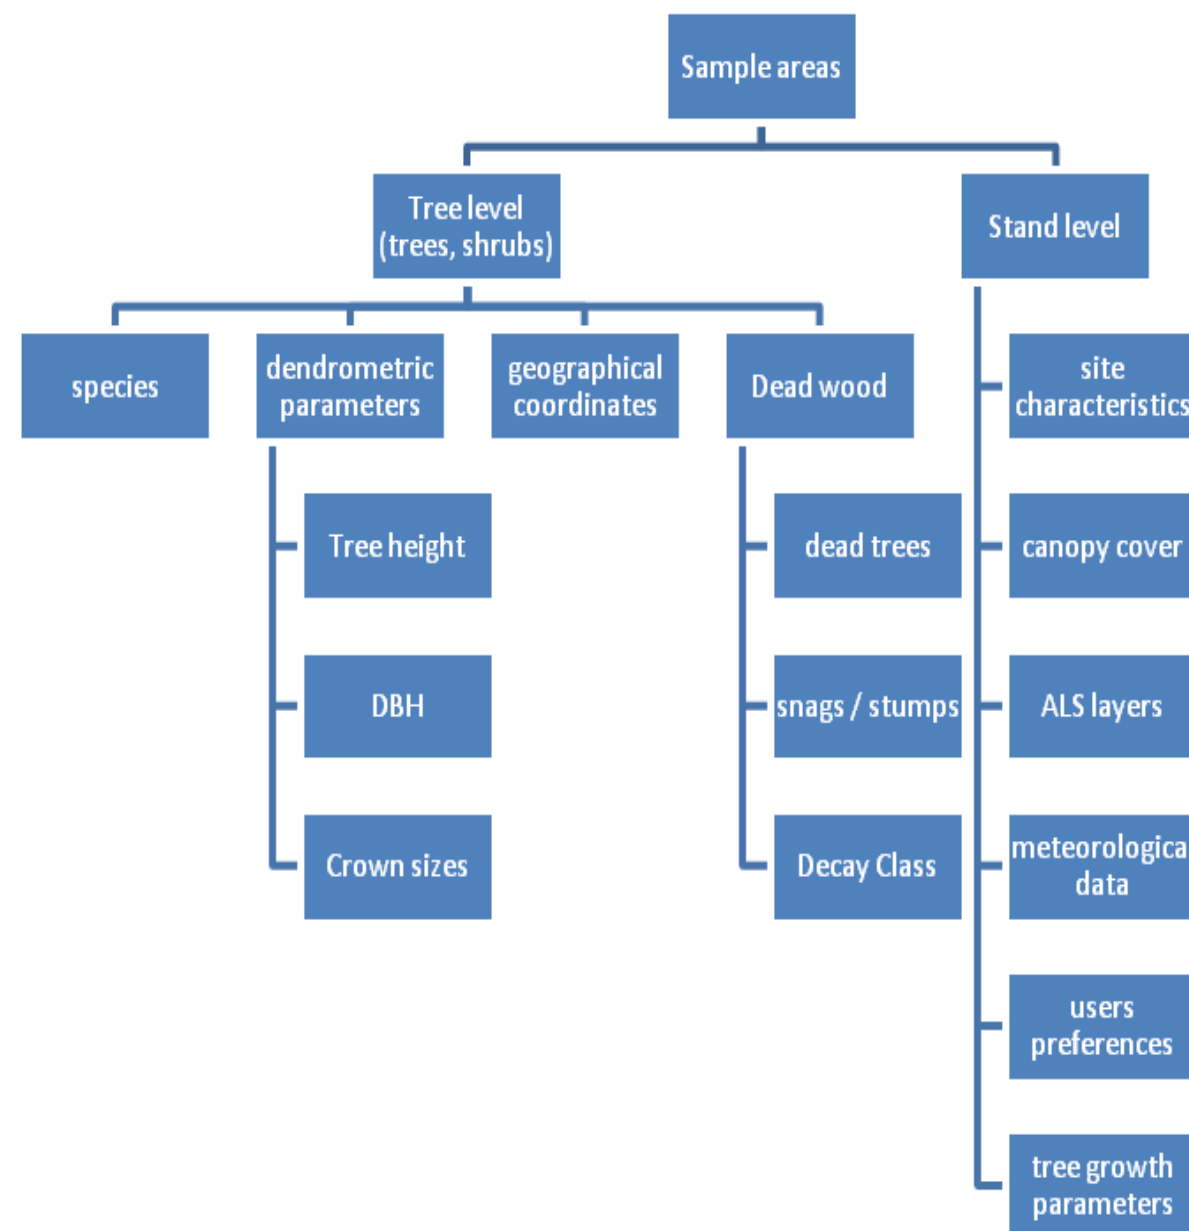 Sample areas
Tree level
(trees, shrubs)
Stand level
species
dendrometric
parameters
geographical
coordinates
Dead wood
site
characteristics
Tree height
dead trees
canopy cover
DBH
snags / stumps
ALS layers
Crown sizes
Decay Class
meteorologica
data
users
preferences
tree growth
parameters